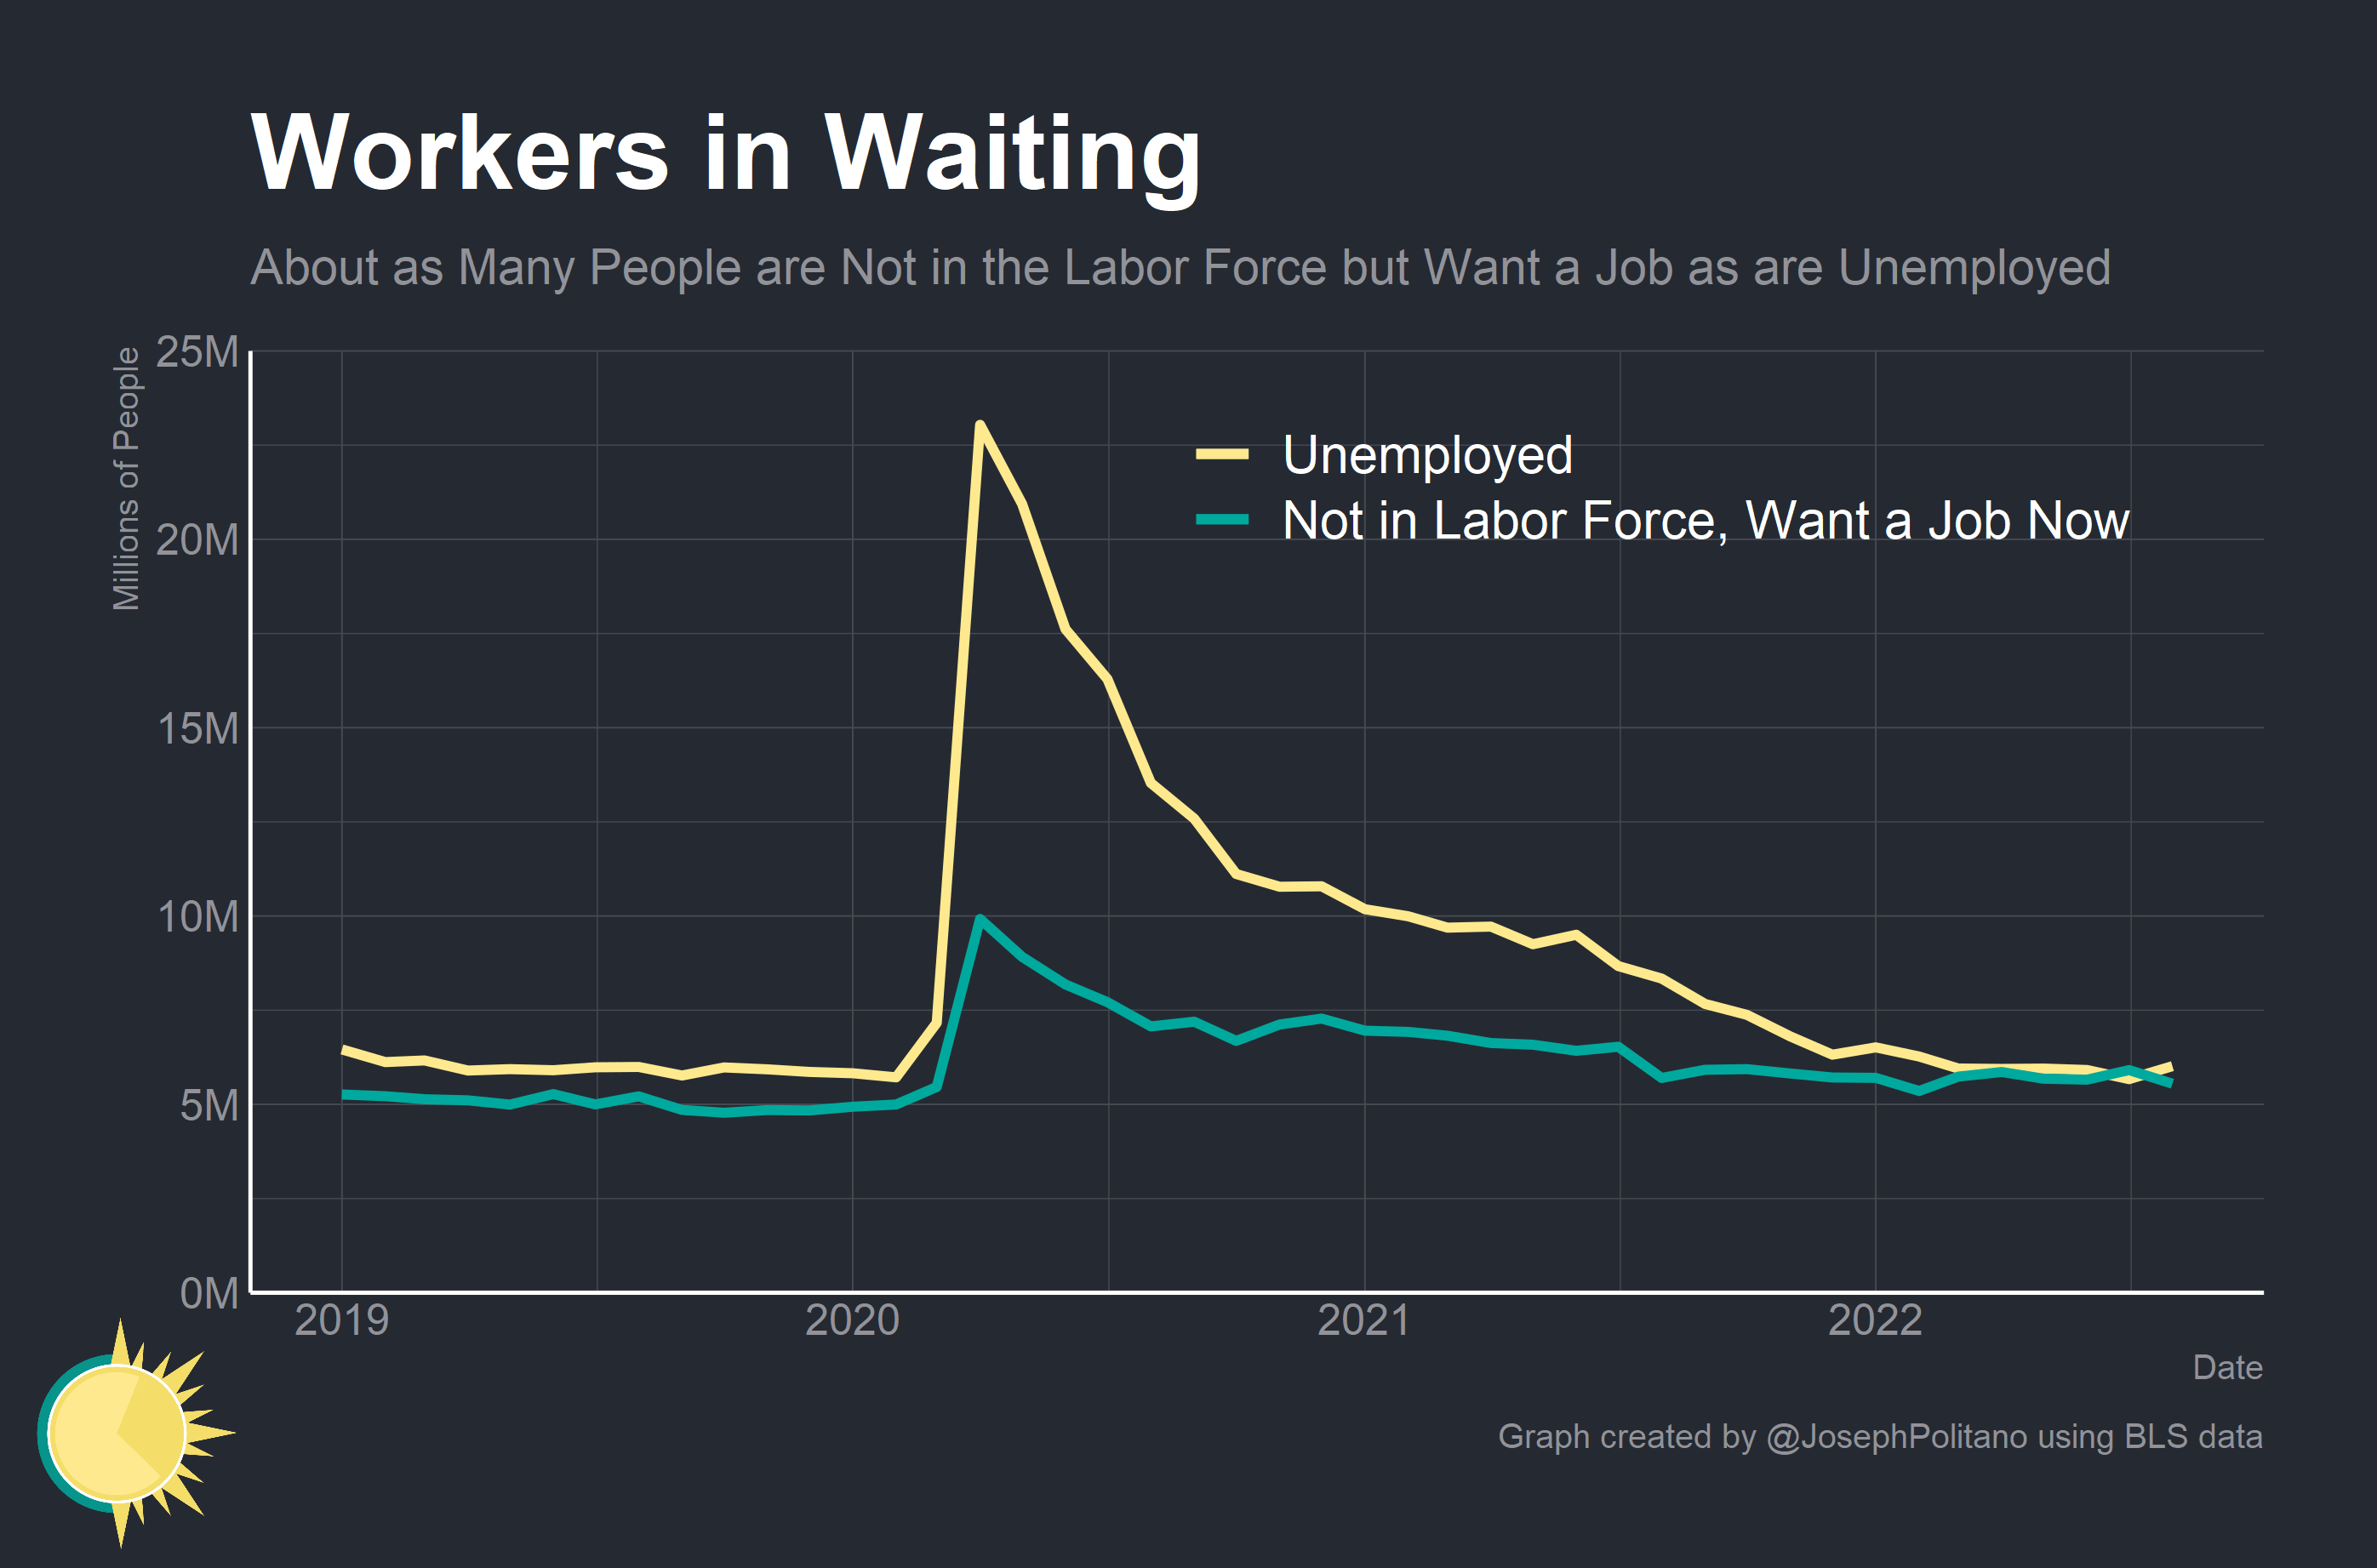 Workers in Waiting
About as Many People are Not in the Labor Force but Want a Job as are Unemployed
Millions of People
25M
20M
15M
10M
5M
0M
Unemployed
Not in Labor Force, Want a Job Now
2019
2020
2021
2022
Date
Graph created by @JosephPolitano using BLS data